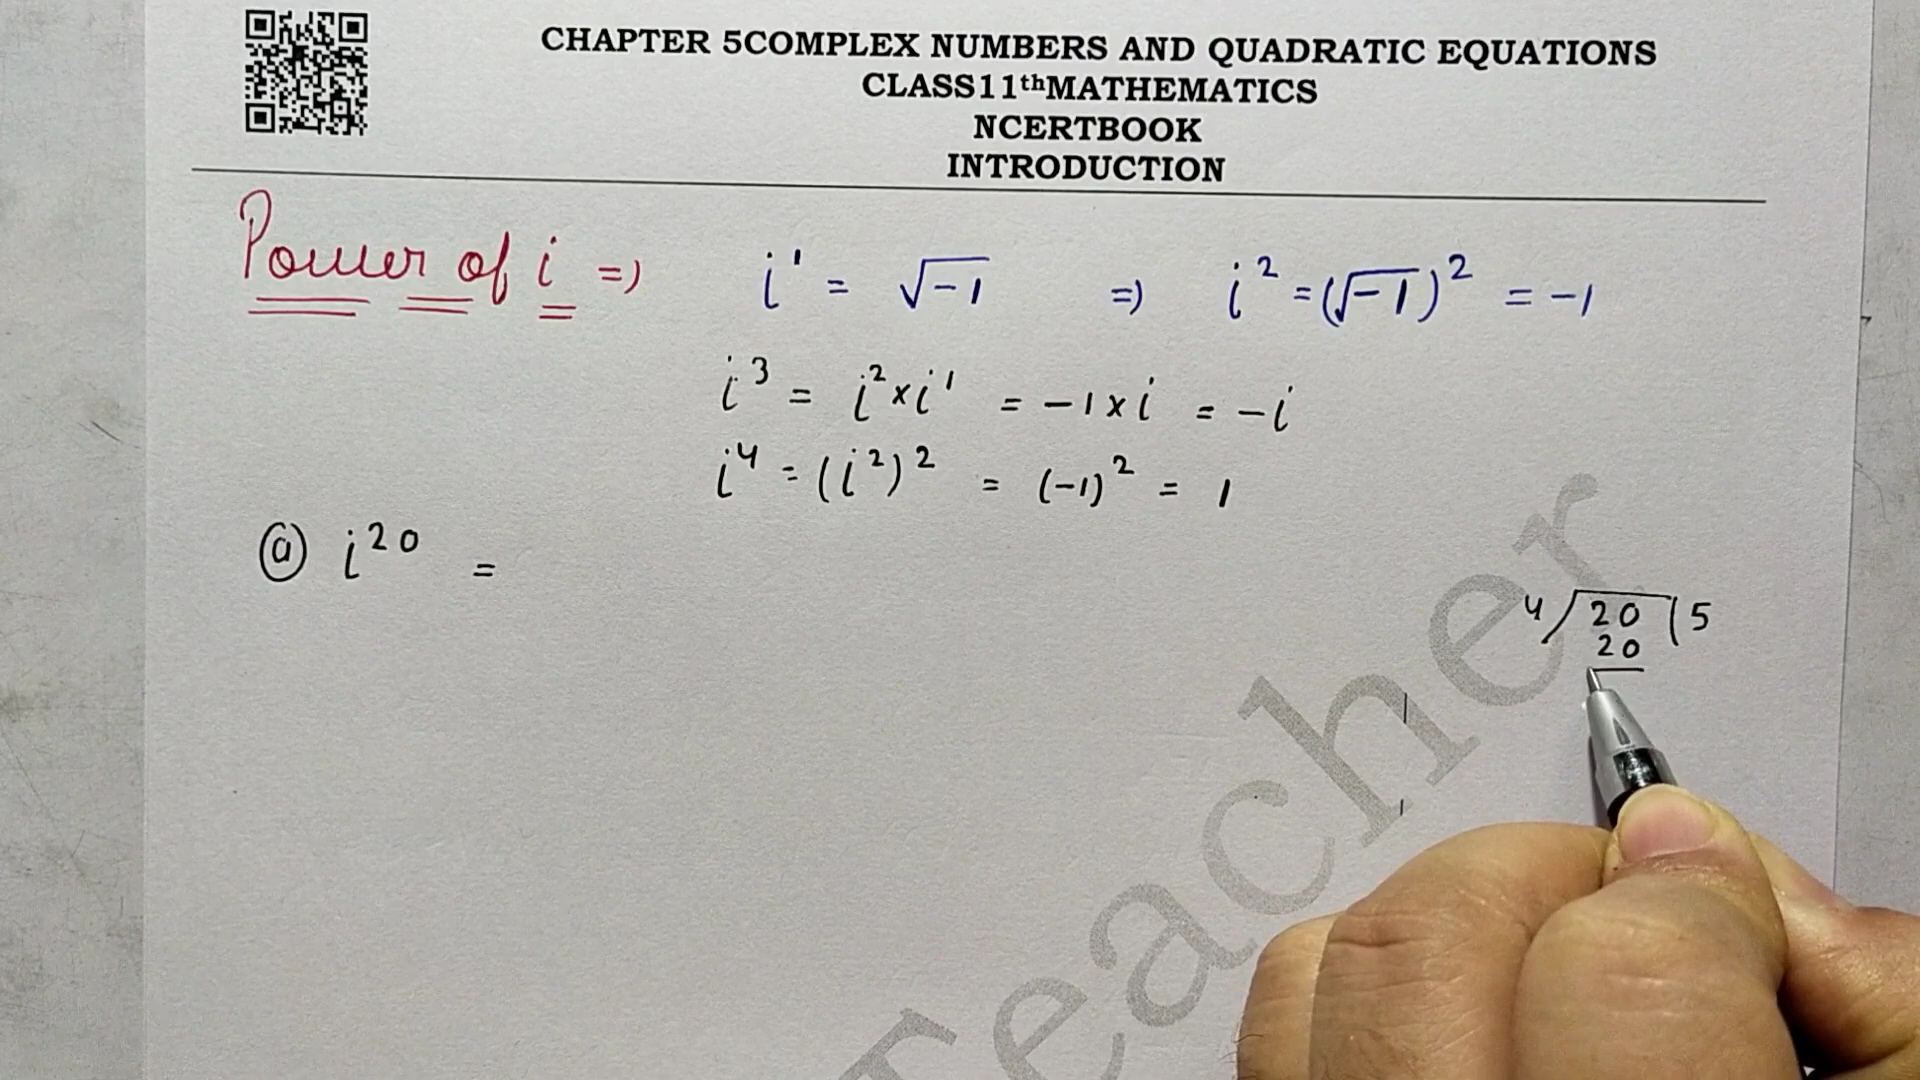 CHAPTER 5COMPLEX NUMBERS AND QUADRATIC EQUATIONS
CLASS11thMATHEMATICS
NCERTBOOK
INTRODUCTION
Power of i => i¹ = √-1 => i² = (√-1)² = -1
i³ = i² × i¹ = -1 × i = -i
i⁴ = (i²)² = (-1)² = 1
ⓐ i²⁰ =
4 ) 20 ( 5
20
Teacher